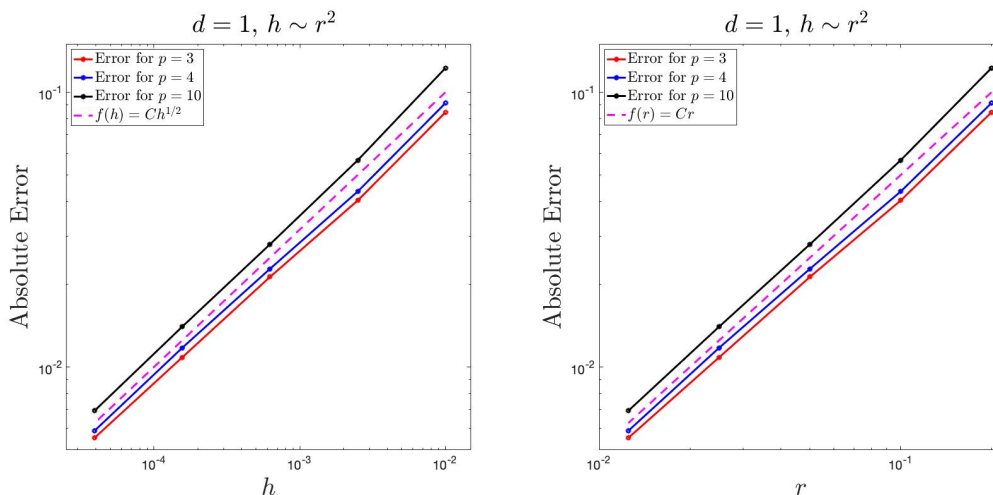 d = 1, h ∼ r²
Error for p = 3
Error for p = 4
Error for p = 10
f(h) = Ch^{1/2}
Absolute Error
10⁻¹
10⁻²
10⁻⁴
10⁻³
10⁻²
h
d = 1, h ∼ r²
Error for p = 3
Error for p = 4
Error for p = 10
f(r) = Cr
Absolute Error
10⁻¹
10⁻²
10⁻²
10⁻¹
r